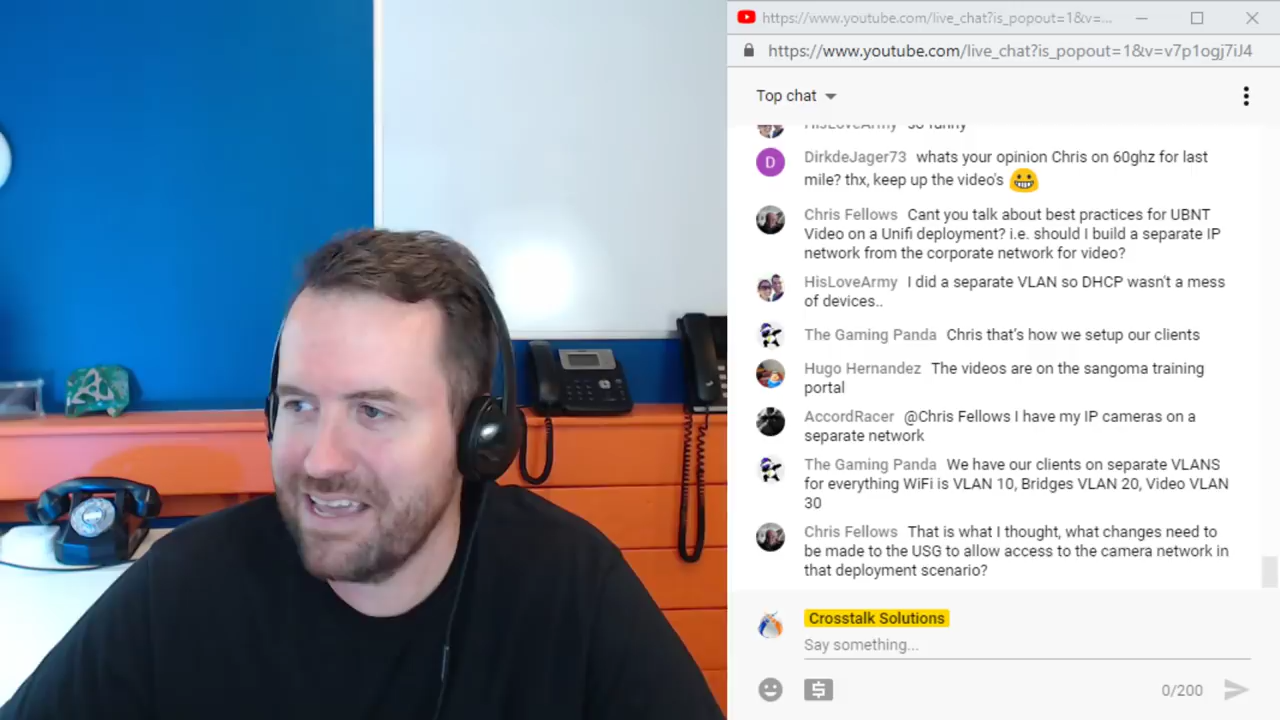 https://www.youtube.com/live_chat?is_popout=1&v=...
https://www.youtube.com/live_chat?is_popout=1&v=v7p1ogj7iJ4
Top chat
HisLoveArmy so funny
DirkdeJager73 whats your opinion Chris on 60ghz for last
mile? thx, keep up the video's
Chris Fellows Cant you talk about best practices for UBNT
Video on a Unifi deployment? i.e. should I build a separate IP
network from the corporate network for video?
HisLoveArmy I did a separate VLAN so DHCP wasn't a mess
of devices..
The Gaming Panda Chris that's how we setup our clients
Hugo Hernandez The videos are on the sangoma training
portal
AccordRacer @Chris Fellows I have my IP cameras on a
separate network
The Gaming Panda We have our clients on separate VLANS
for everything WiFi is VLAN 10, Bridges VLAN 20, Video VLAN
30
Chris Fellows That is what I thought, what changes need to
be made to the USG to allow access to the camera network in
that deployment scenario?
Crosstalk Solutions
Say something...
0/200
D